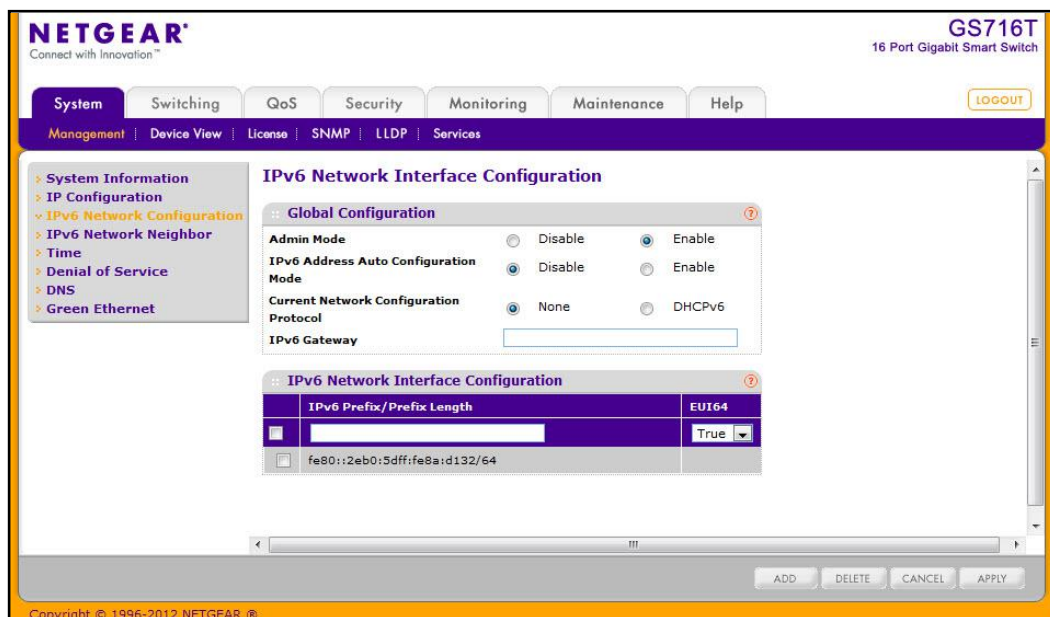 NETGEAR®
GS716T
Connect with Innovation™
16 Port Gigabit Smart Switch
System Switching QoS Security Monitoring Maintenance Help LOGOUT
Management Device View License SNMP LLDP Services
System Information
IP Configuration
IPv6 Network Configuration
IPv6 Network Neighbor
Time
Denial of Service
DNS
Green Ethernet
IPv6 Network Interface Configuration
Global Configuration ?
Admin Mode Disable Enable
IPv6 Address Auto Configuration
Mode Disable Enable
Current Network Configuration
Protocol None DHCPv6
IPv6 Gateway
IPv6 Network Interface Configuration ?
IPv6 Prefix/Prefix Length EUI64
True
fe80::2eb0:5dff:fe8a:d132/64
ADD DELETE CANCEL APPLY
Copyright © 1996-2012 NETGEAR ®